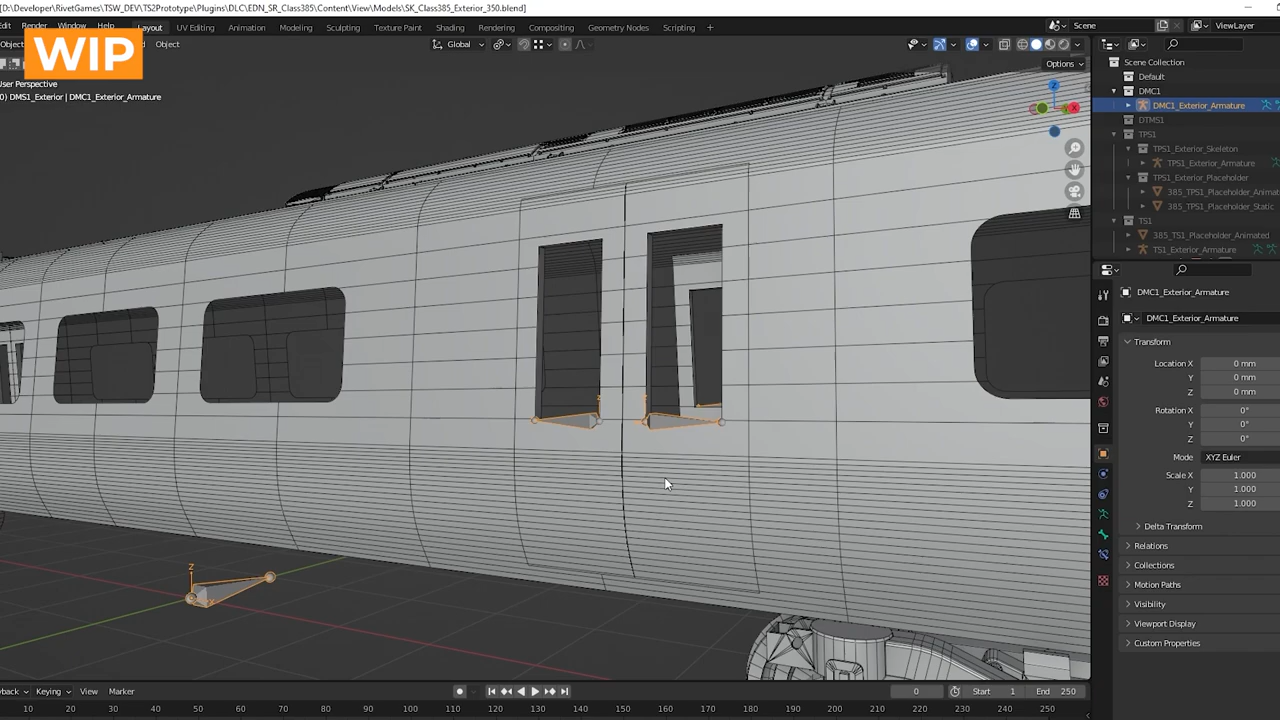 [D:\Developer\RivetGames\TSW_DEV\TS2Prototype\Plugins\DLC\EDN_SR_Class385\Content\View\Models\SK_Class385_Exterior_350.blend]
Edit Render Window Help Layout UV Editing Animation Modeling Sculpting Texture Paint Shading Rendering Compositing Geometry Nodes Scripting Scene ViewLayer
WIP
Object Global Options
User Perspective
0) DMS1_Exterior | DMC1_Exterior_Armature
Scene Collection
Default
DMC1
DMC1_Exterior_Armature
DTMS1
TPS1
TPS1_Exterior_Skeleton
TPS1_Exterior_Armature
TPS1_Exterior_Placeholder
385_TPS1_Placeholder_Animat
385_TPS1_Placeholder_Static
TS1
385_TS1_Placeholder_Animated
TS1_Exterior_Armature
Z
X
Z
DMC1_Exterior_Armature
DMC1_Exterior_Armature
Transform
Location X 0 mm
Y 0 mm
Z 0 mm
Rotation X 0°
Y 0°
Z 0°
Mode XYZ Euler
Scale X 1.000
Y 1.000
Z 1.000
Delta Transform
Relations
Collections
Motion Paths
Visibility
Viewport Display
Custom Properties
yback Keying View Marker 0 Start 1 End 250
10 20 30 40 50 60 70 80 90 100 110 120 130 140 150 160 170 180 190 200 210 220 230 240 250